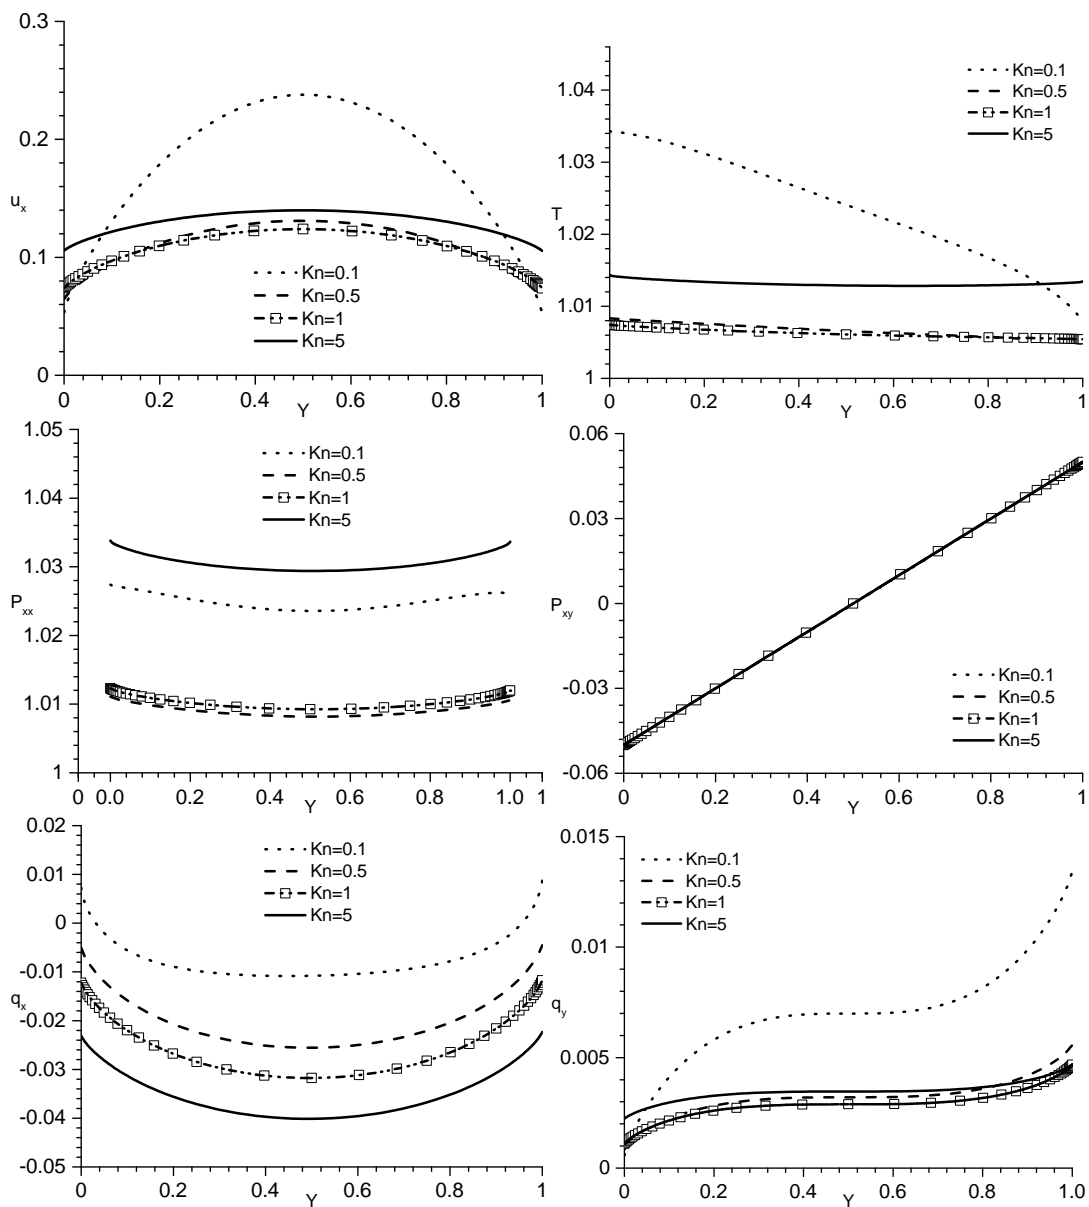 0.3
0.2
0.1
0
u_x
Kn=0.1
Kn=0.5
Kn=1
Kn=5
0 0.2 0.4 0.6 0.8 1
Y
1.04
1.03
1.02
1.01
1
T
Kn=0.1
Kn=0.5
Kn=1
Kn=5
0 0.2 0.4 0.6 0.8 1
Y
1.05
1.04
1.03
1.02
1.01
1
P_xx
Kn=0.1
Kn=0.5
Kn=1
Kn=5
0 0.0 0.2 0.4 0.6 0.8 1.0 1
Y
0.06
0.03
0
-0.03
-0.06
P_xy
Kn=0.1
Kn=0.5
Kn=1
Kn=5
0 0.2 0.4 0.6 0.8 1
Y
0.02
0.01
0
-0.01
-0.02
-0.03
-0.04
-0.05
q_x
Kn=0.1
Kn=0.5
Kn=1
Kn=5
0 0.2 0.4 0.6 0.8 1
Y
0.015
0.010
0.005
0
q_y
Kn=0.1
Kn=0.5
Kn=1
Kn=5
0 0.2 0.4 0.6 0.8 1.0
Y